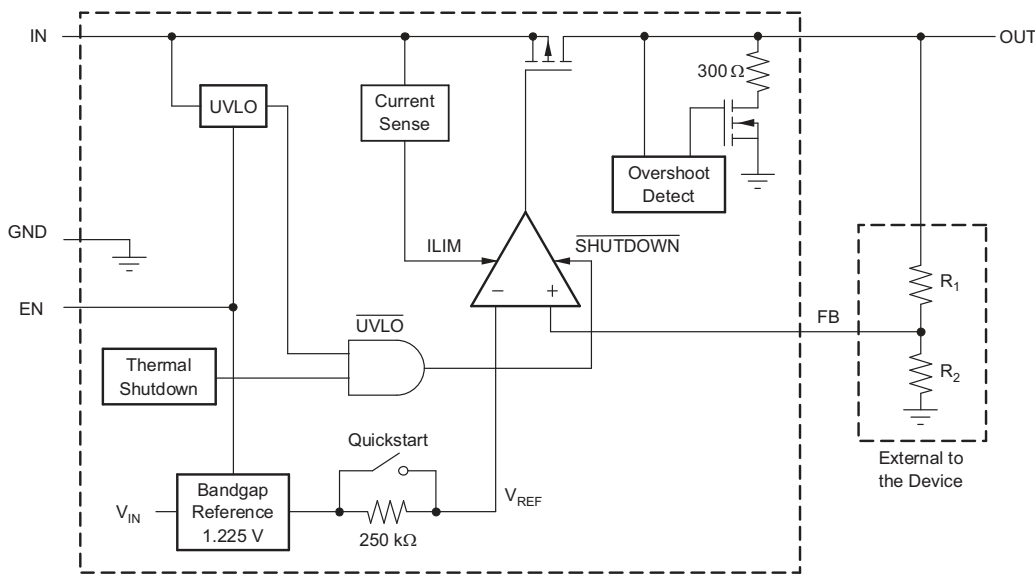 IN
OUT
300 Ω
UVLO
Current
Sense
Overshoot
Detect
GND
ILIM
SHUTDOWN
− +
R1
EN
UVLO
FB
Thermal
Shutdown
R2
Quickstart
External to
the Device
VIN
Bandgap
Reference
1.225 V
VREF
250 kΩ